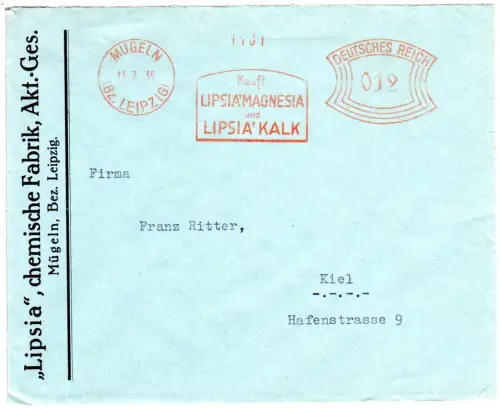 „Lipsia“, chemische Fabrik, Akt.-Ges.
Mügeln, Bez. Leipzig.
MÜGELN
(BZ. LEIPZIG)
Kauft
LIPSIA'MAGNESIA
und
LIPSIA'KALK
DEUTSCHES REICH
012
Firma
Franz Ritter,
Kiel
-.-.-.-
Hafenstrasse 9